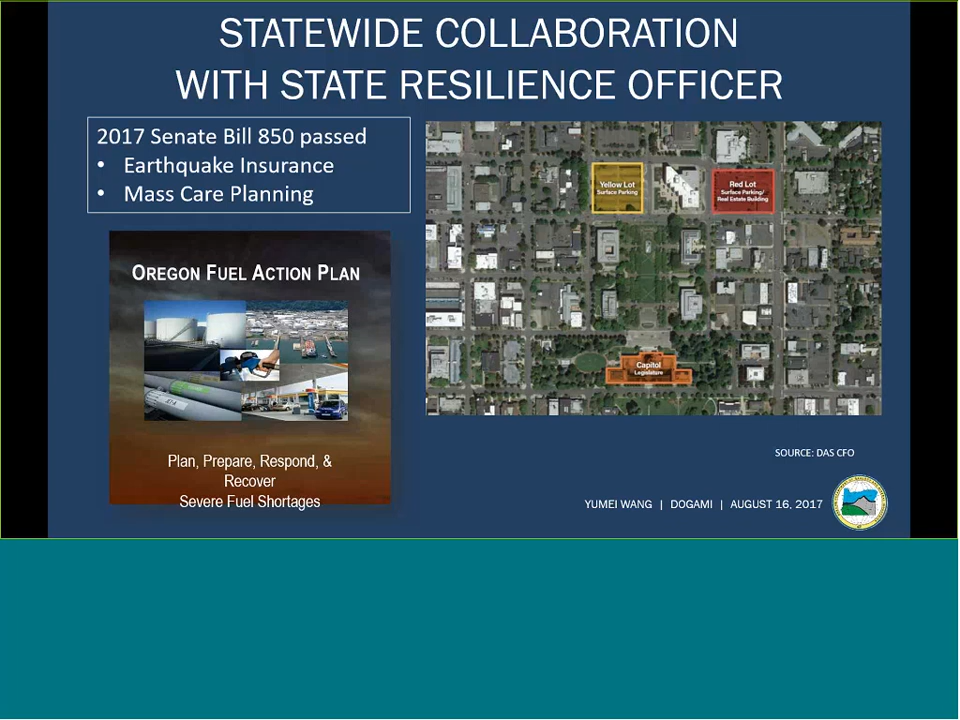 STATEWIDE COLLABORATION
WITH STATE RESILIENCE OFFICER
2017 Senate Bill 850 passed
• Earthquake Insurance
• Mass Care Planning
OREGON FUEL ACTION PLAN
Plan, Prepare, Respond, &
Recover
Severe Fuel Shortages
Yellow Lot
Surface Parking
Red Lot
Surface Parking/
Real Estate Building
Capitol
Legislature
SOURCE: DAS CFO
YUMEI WANG | DOGAMI | AUGUST 16, 2017